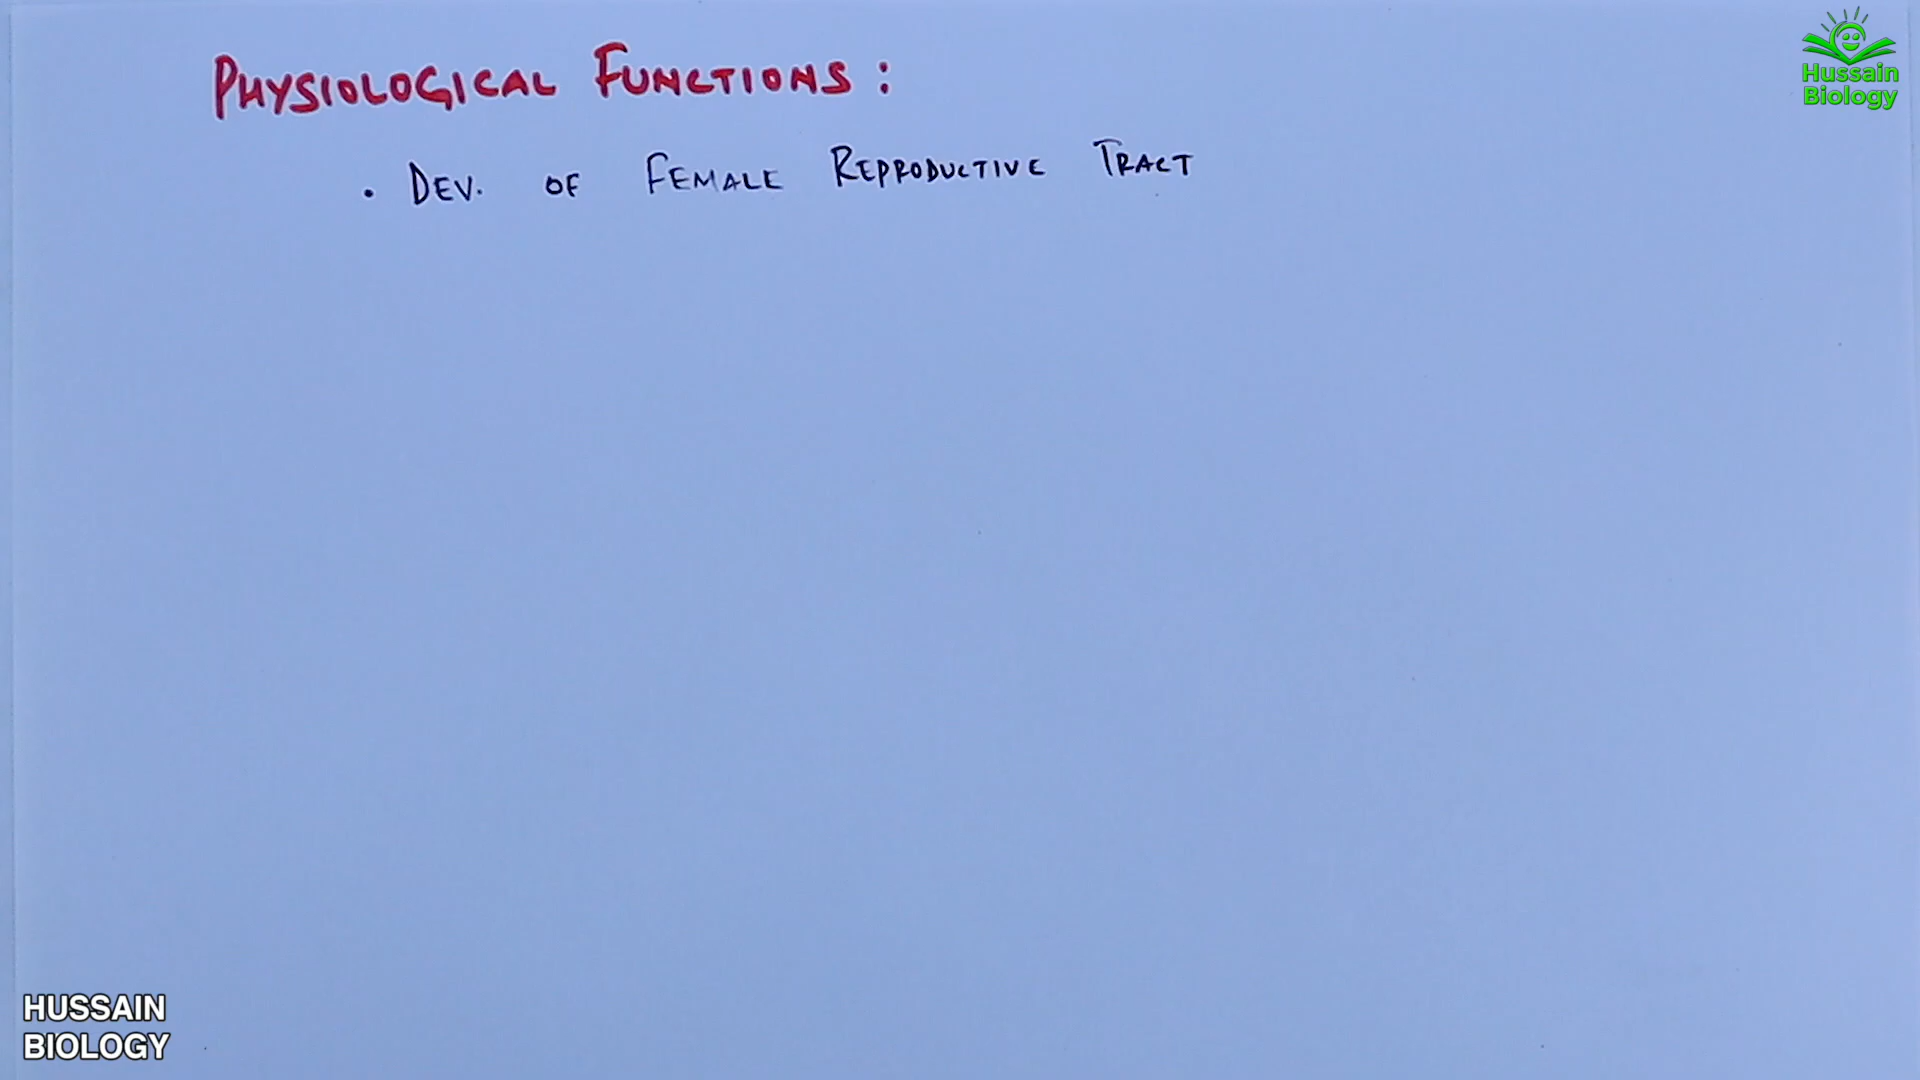 PHYSIOLOGICAL FUNCTIONS :
• DEV. OF FEMALE REPRODUCTIVE TRACT
Hussain
Biology
HUSSAIN
BIOLOGY